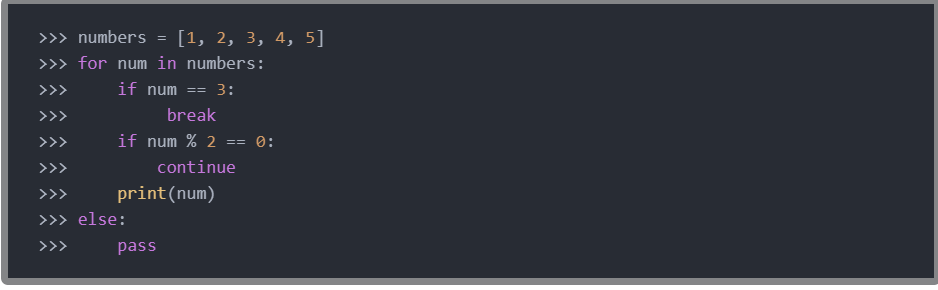 >>> numbers = [1, 2, 3, 4, 5]
>>> for num in numbers:
>>>     if num == 3:
>>>          break
>>>     if num % 2 == 0:
>>>         continue
>>>     print(num)
>>> else:
>>>     pass